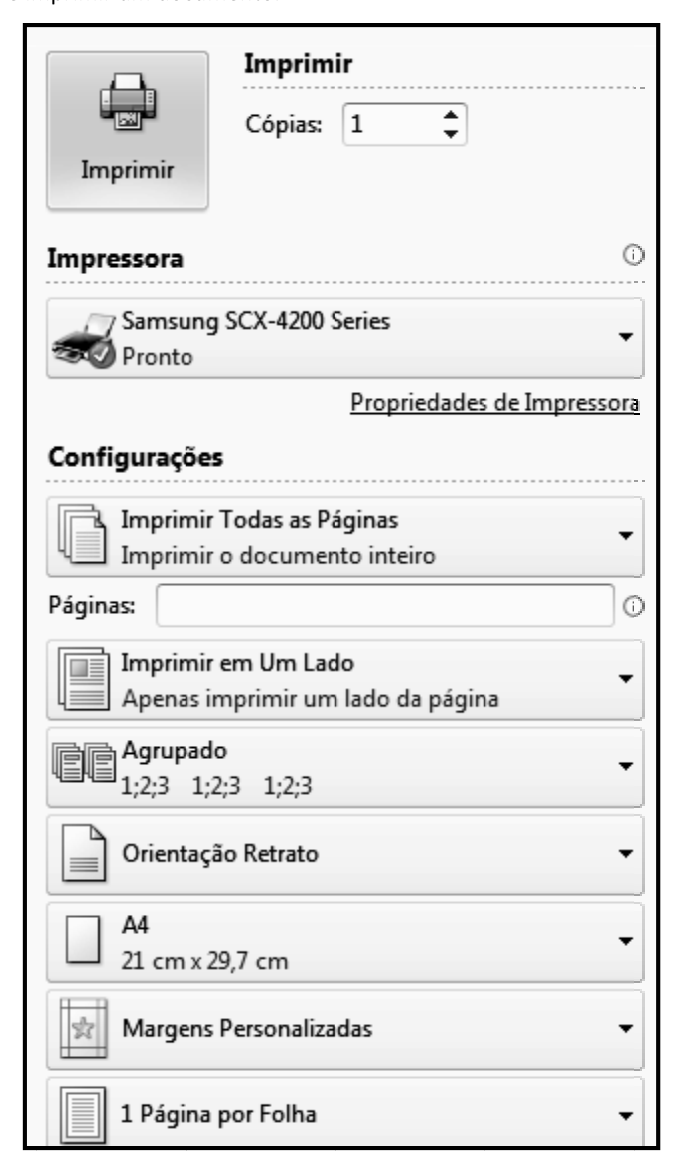 Imprimir
Imprimir
Cópias: 1
Impressora
Samsung SCX-4200 Series
Pronto
Propriedades de Impressora
Configurações
Imprimir Todas as Páginas
Imprimir o documento inteiro
Páginas:
Imprimir em Um Lado
Apenas imprimir um lado da página
Agrupado
1;2;3 1;2;3 1;2;3
Orientação Retrato
A4
21 cm x 29,7 cm
Margens Personalizadas
1 Página por Folha